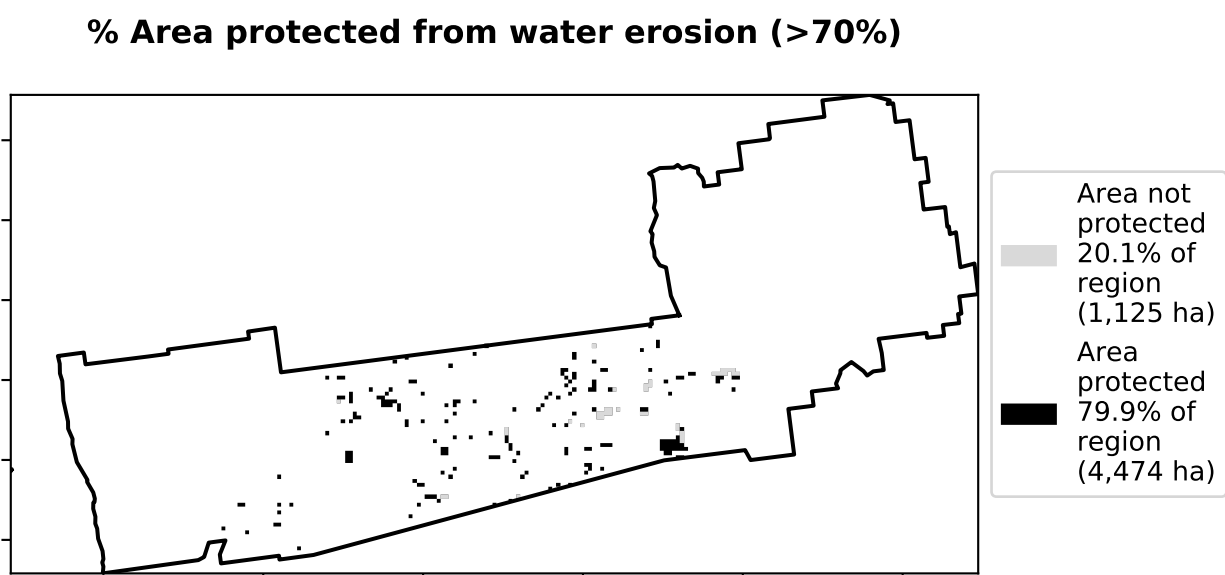 % Area protected from water erosion (>70%)
Area not
protected
20.1% of
region
(1,125 ha)
Area
protected
79.9% of
region
(4,474 ha)